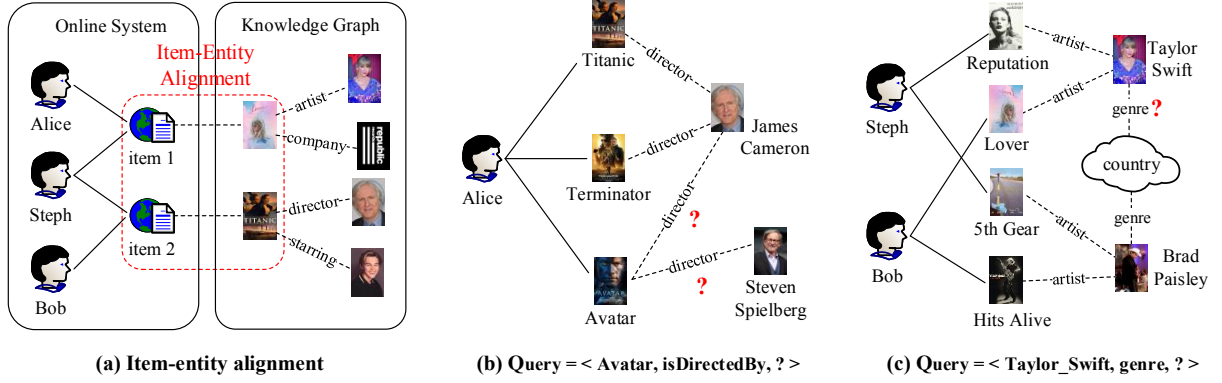 Online System
Knowledge Graph
Item-Entity
Alignment
Alice
Steph
Bob
item 1
item 2
artist
company
director
starring
republic
TITANIC
(a) Item-entity alignment
TITANIC
Titanic
director
James
Cameron
director
Alice
Terminator
director
?
director
?
Steven
Spielberg
Avatar
(b) Query = < Avatar, isDirectedBy, ? >
Reputation
artist
Taylor
Swift
Steph
artist
genre ?
Lover
country
genre
5th Gear
artist
Brad
Paisley
Bob
artist
Hits Alive
(c) Query = < Taylor_Swift, genre, ? >